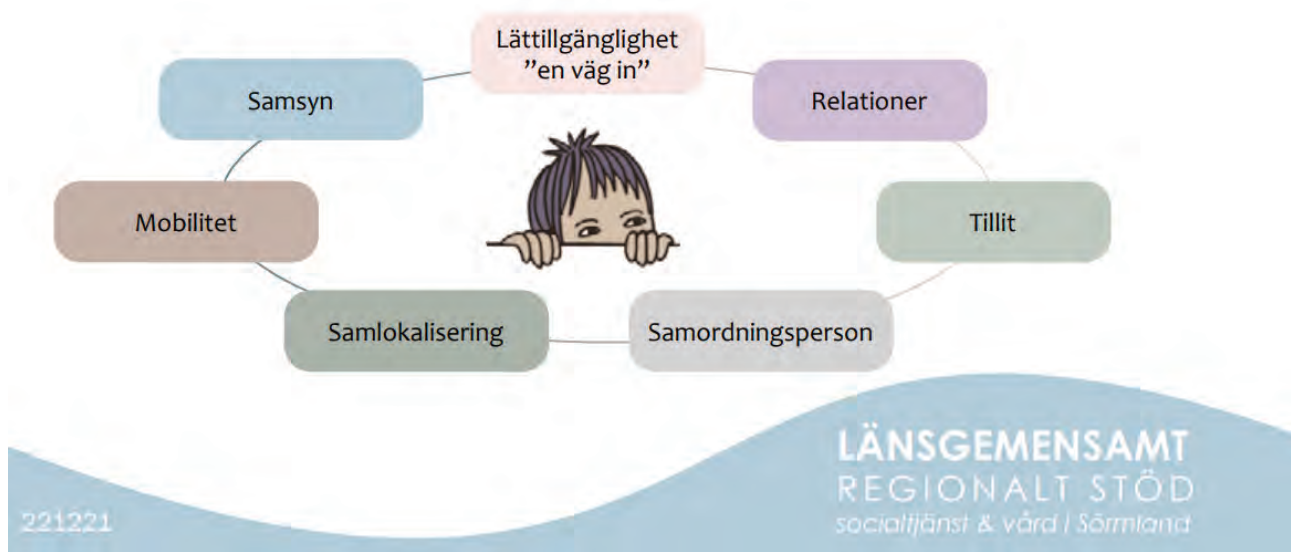 Lättillgänglighet
”en väg in”
Samsyn
Relationer
Mobilitet
Tillit
Samlokalisering
Samordningsperson
LÄNSGEMENSAMT
REGIONALT STÖD
socialtjänst & vård i Sörmland
221221